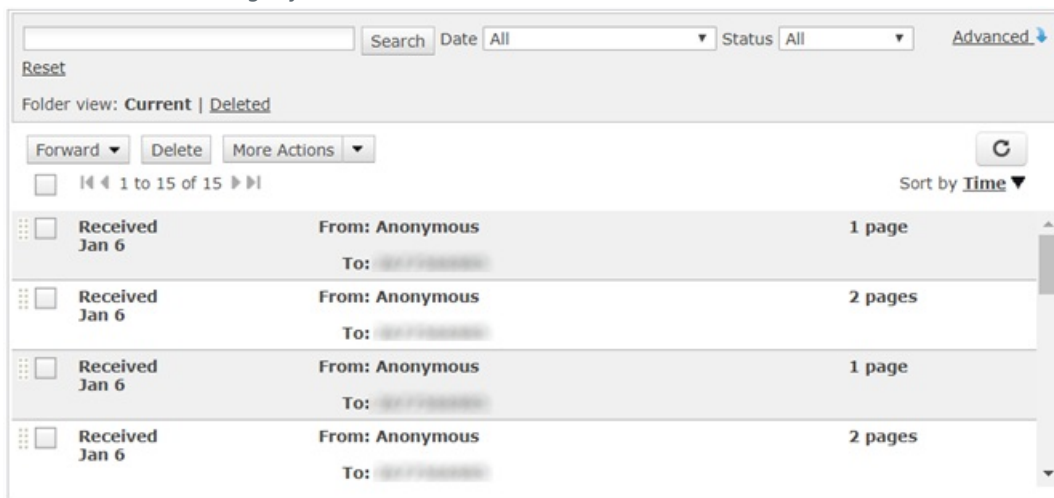 Search Date All Status All Advanced
Reset
Folder view: Current | Deleted
Forward Delete More Actions
1 to 15 of 15
Sort by Time
Received From: Anonymous 1 page
Jan 6
To:
Received From: Anonymous 2 pages
Jan 6
To:
Received From: Anonymous 1 page
Jan 6
To:
Received From: Anonymous 2 pages
Jan 6
To: